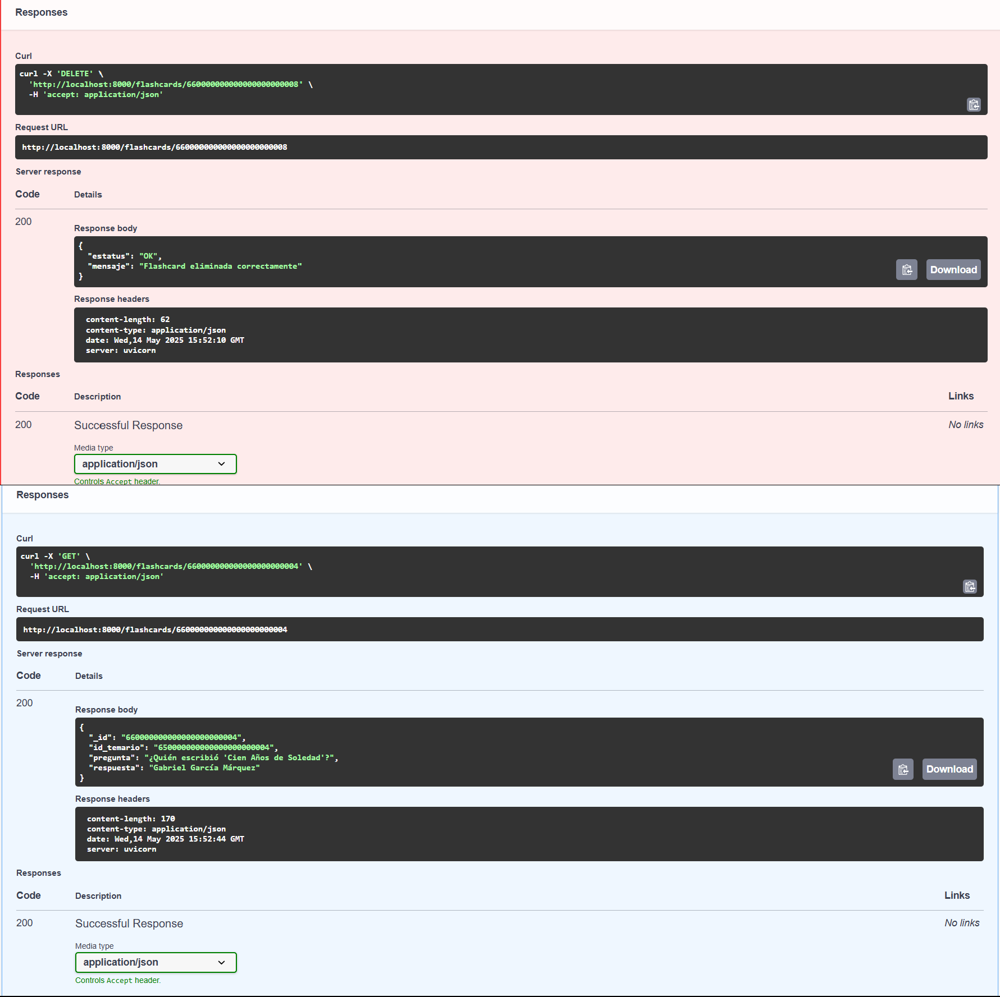 Responses
Curl
curl -X 'DELETE' \
'http://localhost:8000/flashcards/660000000000000000000008' \
-H 'accept: application/json'
Request URL
http://localhost:8000/flashcards/660000000000000000000008
Server response
Code Details
200
Response body
{
"estatus": "OK",
"mensaje": "Flashcard eliminada correctamente"
}
Download
Response headers
content-length: 62
content-type: application/json
date: Wed,14 May 2025 15:52:10 GMT
server: uvicorn
Responses
Code Description Links
200 Successful Response No links
Media type
application/json
Controls Accept header.
Responses
Curl
curl -X 'GET' \
'http://localhost:8000/flashcards/660000000000000000000004' \
-H 'accept: application/json'
Request URL
http://localhost:8000/flashcards/660000000000000000000004
Server response
Code Details
200
Response body
{
"_id": "660000000000000000000004",
"id_temario": "650000000000000000000004",
"pregunta": "¿Quién escribió 'Cien Años de Soledad'?",
"respuesta": "Gabriel García Márquez"
}
Download
Response headers
content-length: 170
content-type: application/json
date: Wed,14 May 2025 15:52:44 GMT
server: uvicorn
Responses
Code Description Links
200 Successful Response No links
Media type
application/json
Controls Accept header.